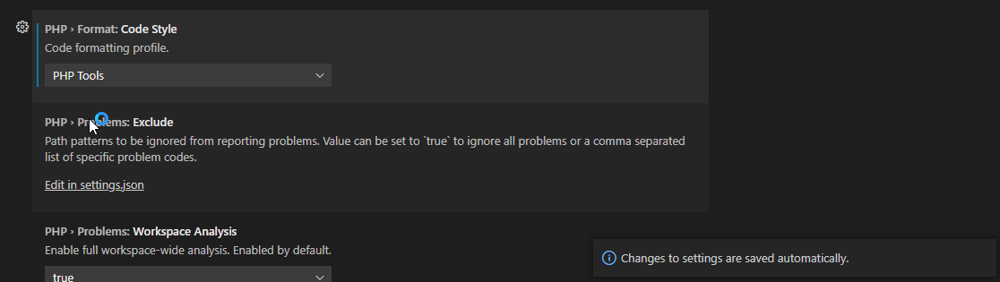 PHP › Format: Code Style
Code formatting profile.
PHP Tools
PHP › Problems: Exclude
Path patterns to be ignored from reporting problems. Value can be set to `true` to ignore all problems or a comma separated
list of specific problem codes.
Edit in settings.json
PHP › Problems: Workspace Analysis
Enable full workspace-wide analysis. Enabled by default.
Changes to settings are saved automatically.
true